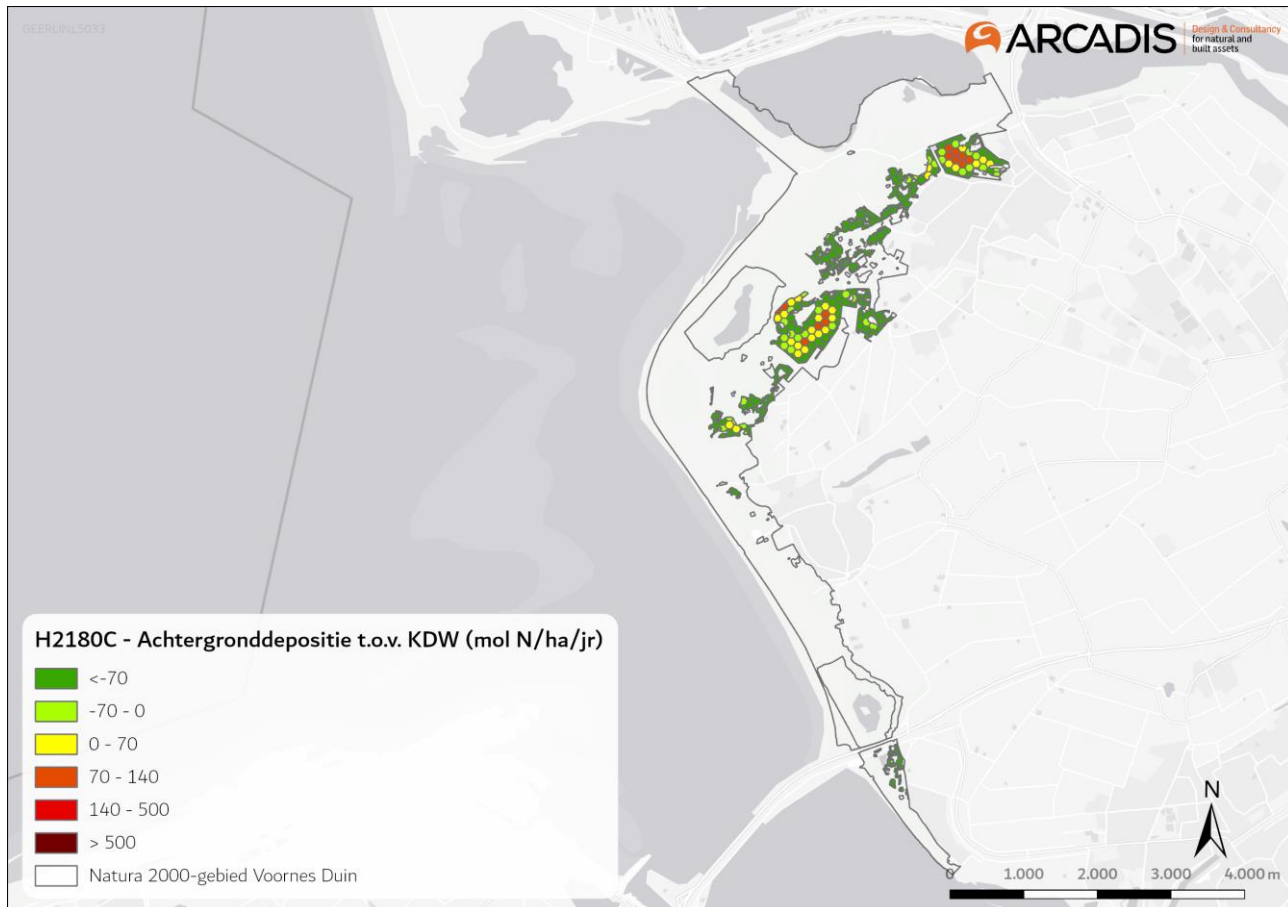 GEERLINL5033
ARCADIS
Design & Consultancy
for natural and
built assets
H2180C - Achtergronddepositie t.o.v. KDW (mol N/ha/jr)
<-70
-70 - 0
0 - 70
70 - 140
140 - 500
> 500
Natura 2000-gebied Voornes Duin
N
0 1.000 2.000 3.000 4.000 m